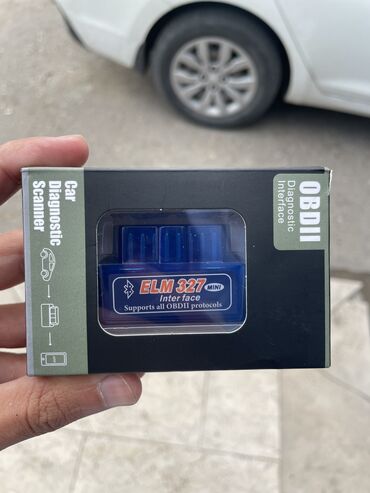 Car
Diagnostic
Scanner
ELM 327 MINI
Interface
Supports all OBDII protocols
OBDII
Diagnostic
Interface